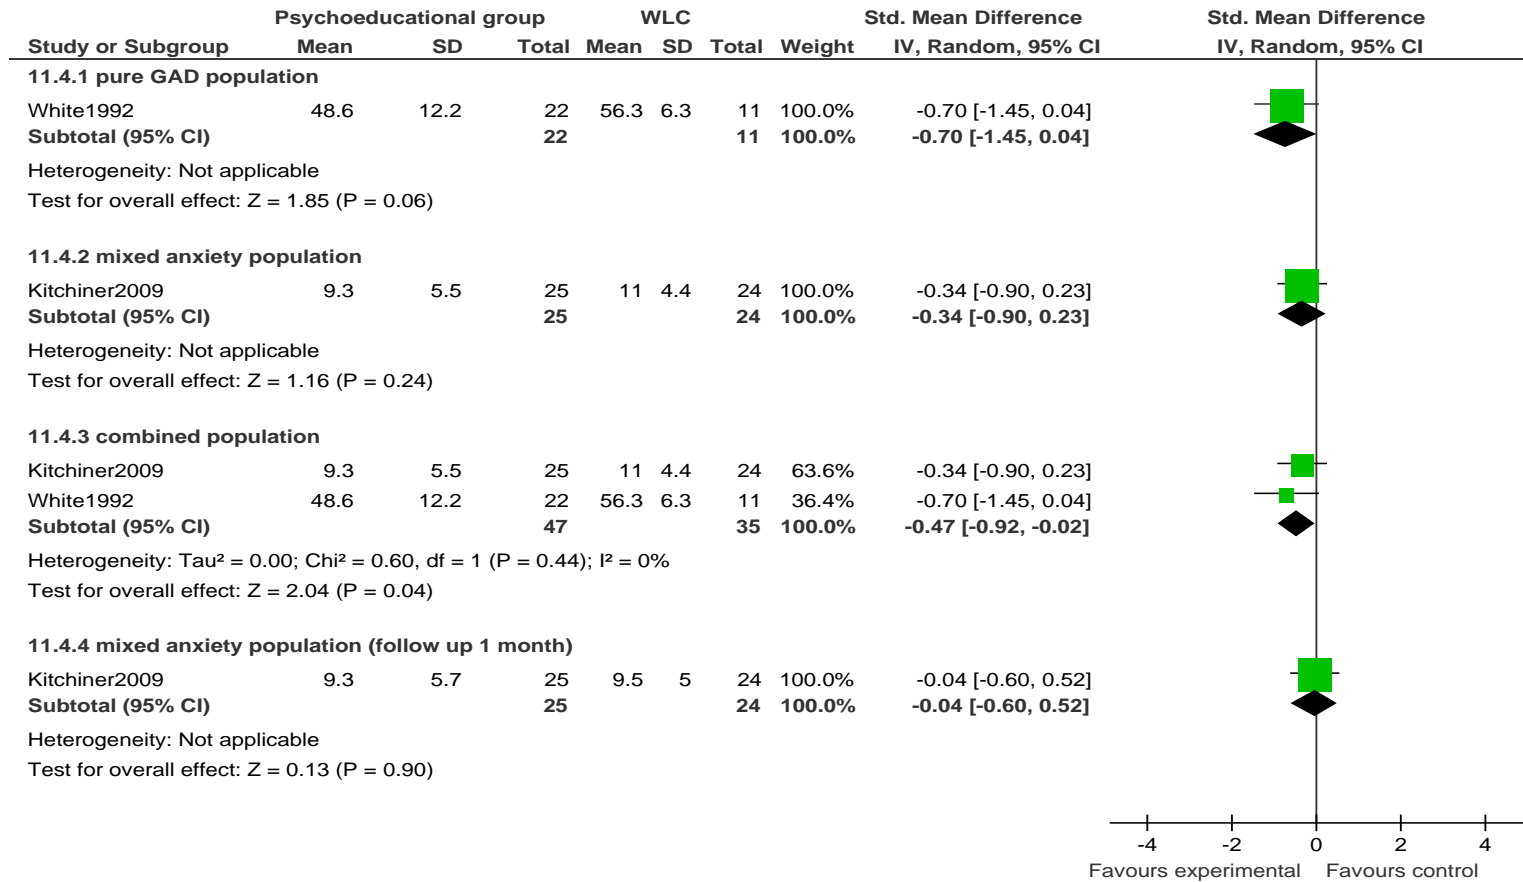 Psychoeducational group WLC Std. Mean Difference Std. Mean Difference
Study or Subgroup Mean SD Total Mean SD Total Weight IV, Random, 95% CI IV, Random, 95% CI
11.4.1 pure GAD population
White1992 48.6 12.2 22 56.3 6.3 11 100.0% -0.70 [-1.45, 0.04]
Subtotal (95% CI) 22 11 100.0% -0.70 [-1.45, 0.04]
Heterogeneity: Not applicable
Test for overall effect: Z = 1.85 (P = 0.06)
11.4.2 mixed anxiety population
Kitchiner2009 9.3 5.5 25 11 4.4 24 100.0% -0.34 [-0.90, 0.23]
Subtotal (95% CI) 25 24 100.0% -0.34 [-0.90, 0.23]
Heterogeneity: Not applicable
Test for overall effect: Z = 1.16 (P = 0.24)
11.4.3 combined population
Kitchiner2009 9.3 5.5 25 11 4.4 24 63.6% -0.34 [-0.90, 0.23]
White1992 48.6 12.2 22 56.3 6.3 11 36.4% -0.70 [-1.45, 0.04]
Subtotal (95% CI) 47 35 100.0% -0.47 [-0.92, -0.02]
Heterogeneity: Tau² = 0.00; Chi² = 0.60, df = 1 (P = 0.44); I² = 0%
Test for overall effect: Z = 2.04 (P = 0.04)
11.4.4 mixed anxiety population (follow up 1 month)
Kitchiner2009 9.3 5.7 25 9.5 5 24 100.0% -0.04 [-0.60, 0.52]
Subtotal (95% CI) 25 24 100.0% -0.04 [-0.60, 0.52]
Heterogeneity: Not applicable
Test for overall effect: Z = 0.13 (P = 0.90)
-4 -2 0 2 4
Favours experimental Favours control